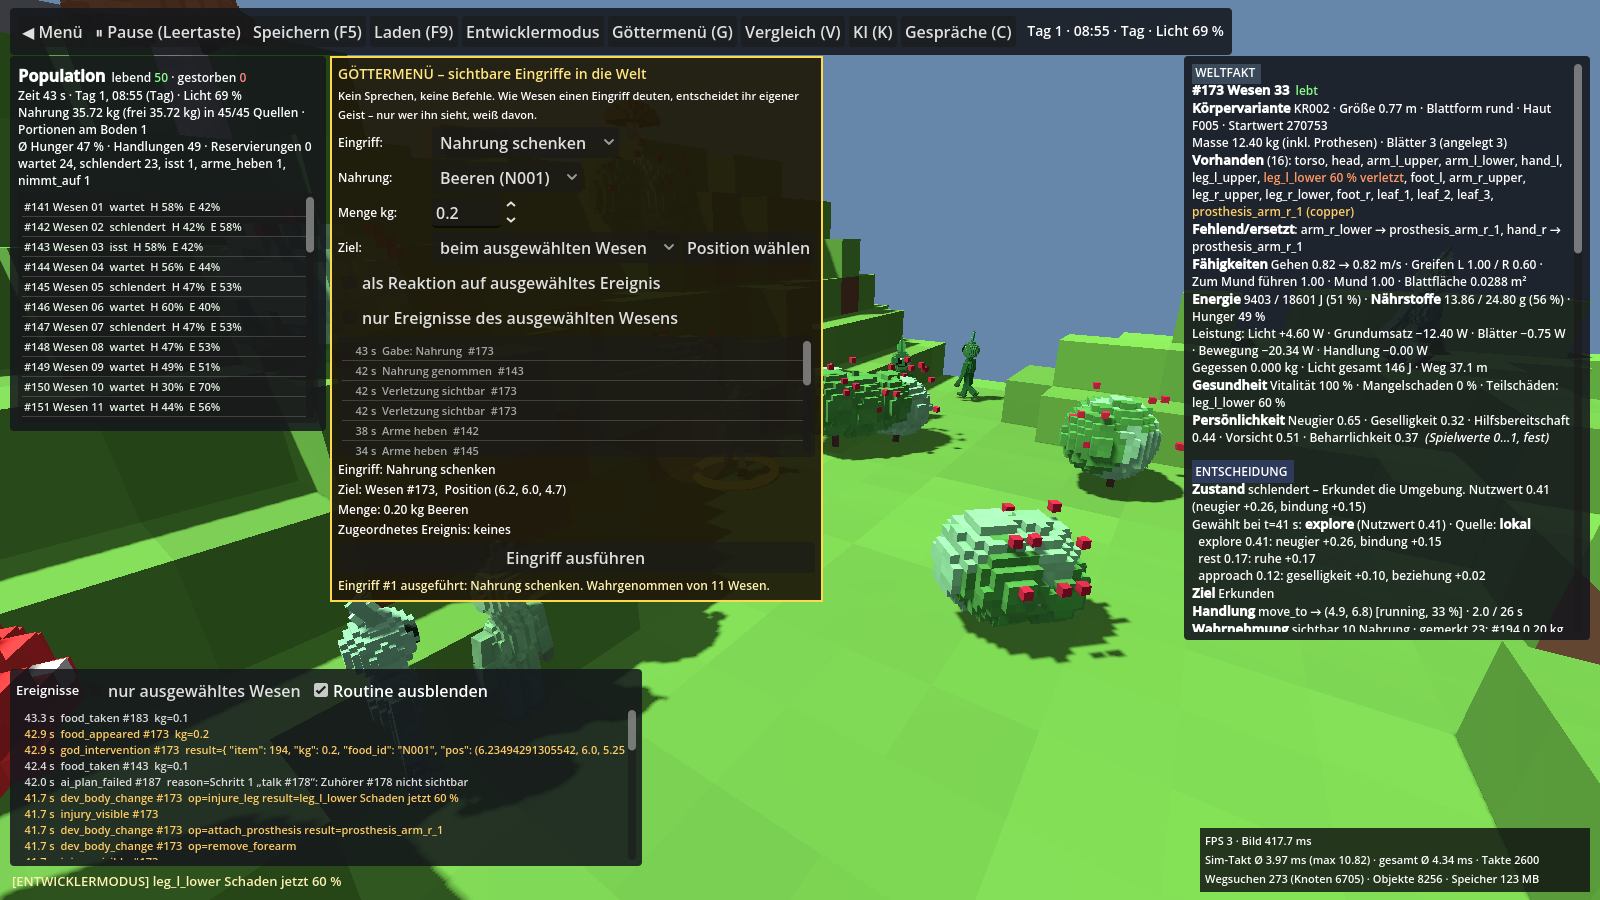 ◀ Menü ⏸ Pause (Leertaste) Speichern (F5) Laden (F9) Entwicklermodus Göttermenü (G) Vergleich (V) KI (K) Gespräche (C) Tag 1 · 08:55 · Tag · Licht 69 %
Population lebend 50 · gestorben 0
Zeit 43 s · Tag 1, 08:55 (Tag) · Licht 69 %
Nahrung 35.72 kg (frei 35.72 kg) in 45/45 Quellen ·
Portionen am Boden 1
Ø Hunger 47 % · Handlungen 49 · Reservierungen 0
wartet 24, schlendert 23, isst 1, arme_heben 1,
nimmt_auf 1
#141 Wesen 01 wartet H 58% E 42%
#142 Wesen 02 schlendert H 42% E 58%
#143 Wesen 03 isst H 58% E 42%
#144 Wesen 04 wartet H 56% E 44%
#145 Wesen 05 schlendert H 47% E 53%
#146 Wesen 06 wartet H 60% E 40%
#147 Wesen 07 schlendert H 47% E 53%
#148 Wesen 08 wartet H 47% E 53%
#149 Wesen 09 wartet H 49% E 51%
#150 Wesen 10 wartet H 30% E 70%
#151 Wesen 11 wartet H 44% E 56%
GÖTTERMENÜ – sichtbare Eingriffe in die Welt
Kein Sprechen, keine Befehle. Wie Wesen einen Eingriff deuten, entscheidet ihr eigener
Geist – nur wer ihn sieht, weiß davon.
Eingriff: Nahrung schenken
Nahrung: Beeren (N001)
Menge kg: 0.2
Ziel: beim ausgewählten Wesen Position wählen
als Reaktion auf ausgewähltes Ereignis
nur Ereignisse des ausgewählten Wesens
43 s Gabe: Nahrung #173
42 s Nahrung genommen #143
42 s Verletzung sichtbar #173
42 s Verletzung sichtbar #173
38 s Arme heben #142
34 s Arme heben #145
Eingriff: Nahrung schenken
Ziel: Wesen #173, Position (6.2, 6.0, 4.7)
Menge: 0.20 kg Beeren
Zugeordnetes Ereignis: keines
Eingriff ausführen
Eingriff #1 ausgeführt: Nahrung schenken. Wahrgenommen von 11 Wesen.
WELTFAKT
#173 Wesen 33 lebt
Körpervariante KR002 · Größe 0.77 m · Blattform rund · Haut
F005 · Startwert 270753
Masse 12.40 kg (inkl. Prothesen) · Blätter 3 (angelegt 3)
Vorhanden (16): torso, head, arm_l_upper, arm_l_lower, hand_l,
leg_l_upper, leg_l_lower 60 % verletzt, foot_l, arm_r_upper,
leg_r_upper, leg_r_lower, foot_r, leaf_1, leaf_2, leaf_3,
prosthesis_arm_r_1 (copper)
Fehlend/ersetzt: arm_r_lower → prosthesis_arm_r_1, hand_r →
prosthesis_arm_r_1
Fähigkeiten Gehen 0.82 → 0.82 m/s · Greifen L 1.00 / R 0.60 ·
Zum Mund führen 1.00 · Mund 1.00 · Blattfläche 0.0288 m²
Energie 9403 / 18601 J (51 %) · Nährstoffe 13.86 / 24.80 g (56 %) ·
Hunger 49 %
Leistung: Licht +4.60 W · Grundumsatz −12.40 W · Blätter −0.75 W
· Bewegung −20.34 W · Handlung −0.00 W
Gegessen 0.000 kg · Licht gesamt 146 J · Weg 37.1 m
Gesundheit Vitalität 100 % · Mangelschaden 0 % · Teilschäden:
leg_l_lower 60 %
Persönlichkeit Neugier 0.65 · Geselligkeit 0.32 · Hilfsbereitschaft
0.44 · Vorsicht 0.51 · Beharrlichkeit 0.37 (Spielwerte 0…1, fest)
ENTSCHEIDUNG
Zustand schlendert – Erkundet die Umgebung. Nutzwert 0.41
(neugier +0.26, bindung +0.15)
Gewählt bei t=41 s: explore (Nutzwert 0.41) · Quelle: lokal
explore 0.41: neugier +0.26, bindung +0.15
rest 0.17: ruhe +0.17
approach 0.12: geselligkeit +0.10, beziehung +0.02
Ziel Erkunden
Handlung move_to → (4.9, 6.8) [running, 33 %] · 2.0 / 26 s
Wahrnehmung sichtbar 10 Nahrung · gemerkt 23: #194 0.20 kg
Ereignisse nur ausgewähltes Wesen Routine ausblenden
43.3 s food_taken #183 kg=0.1
42.9 s food_appeared #173 kg=0.2
42.9 s god_intervention #173 result={ "item": 194, "kg": 0.2, "food_id": "N001", "pos": (6.23494291305542, 6.0, 5.25
42.4 s food_taken #143 kg=0.1
42.0 s ai_plan_failed #187 reason=Schritt 1 „talk #178“: Zuhörer #178 nicht sichtbar
41.7 s dev_body_change #173 op=injure_leg result=leg_l_lower Schaden jetzt 60 %
41.7 s injury_visible #173
41.7 s dev_body_change #173 op=attach_prosthesis result=prosthesis_arm_r_1
41.7 s dev_body_change #173 op=remove_forearm
[ENTWICKLERMODUS] leg_l_lower Schaden jetzt 60 %
FPS 3 · Bild 417.7 ms
Sim-Takt Ø 3.97 ms (max 10.82) · gesamt Ø 4.34 ms · Takte 2600
Wegsuchen 273 (Knoten 6705) · Objekte 8256 · Speicher 123 MB